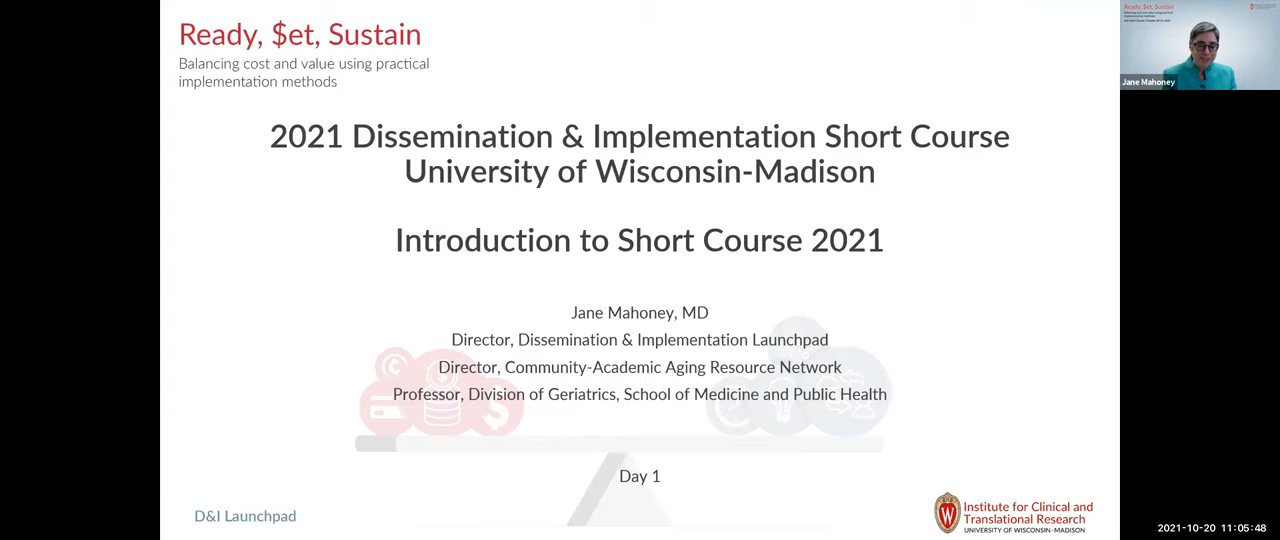 Ready, $et, Sustain
Balancing cost and value using practical
implementation methods
2021 Dissemination & Implementation Short Course
University of Wisconsin-Madison
Introduction to Short Course 2021
Jane Mahoney, MD
Director, Dissemination & Implementation Launchpad
Director, Community-Academic Aging Resource Network
Professor, Division of Geriatrics, School of Medicine and Public Health
Day 1
D&I Launchpad
Institute for Clinical and
Translational Research
UNIVERSITY OF WISCONSIN–MADISON
Ready, $et, Sustain
Jane Mahoney
2021-10-20 11:05:48